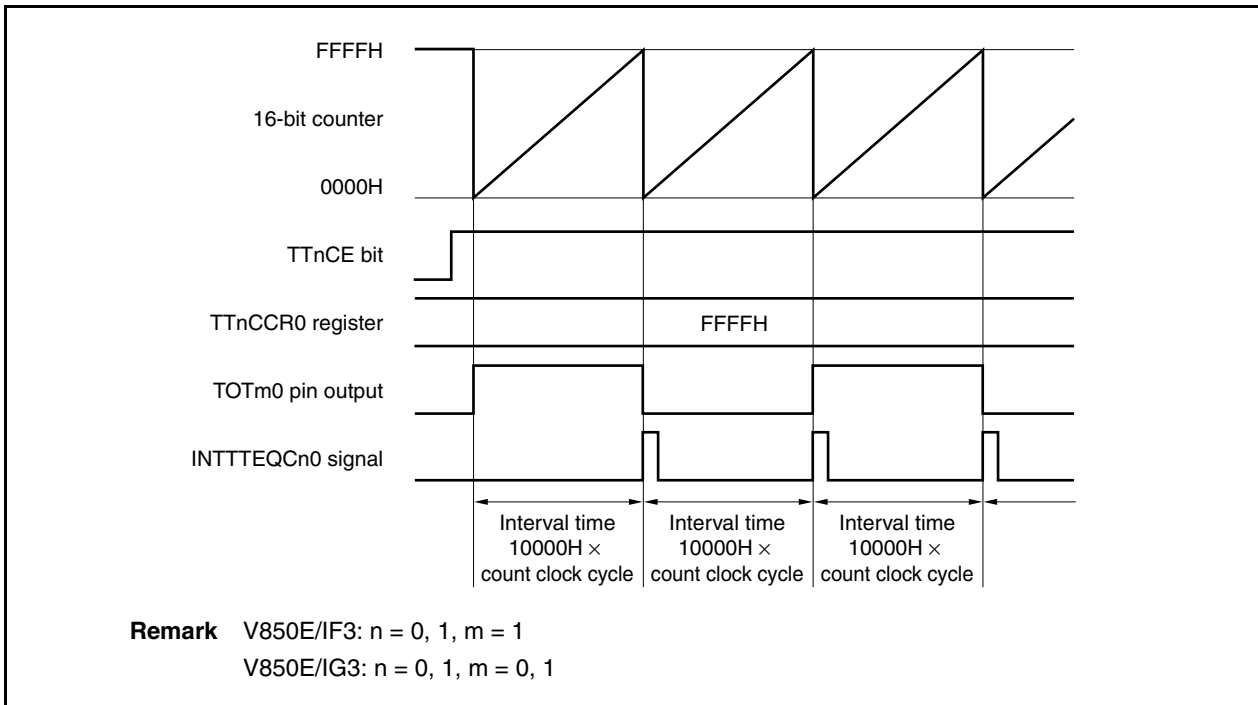 FFFFH
16-bit counter
0000H
TTnCE bit
TTnCCR0 register
FFFFH
TOTm0 pin output
INTTTEQCn0 signal
Interval time
10000H ×
count clock cycle
Interval time
10000H ×
count clock cycle
Interval time
10000H ×
count clock cycle
Remark V850E/IF3: n = 0, 1, m = 1
V850E/IG3: n = 0, 1, m = 0, 1